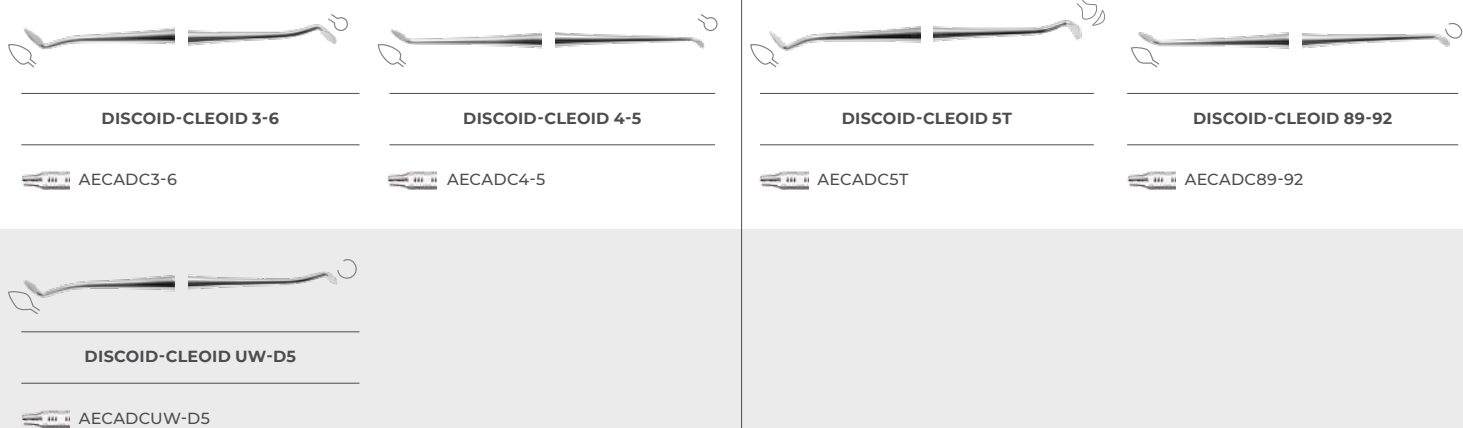 DISCOID-CLEOID 3-6
AECADC3-6
DISCOID-CLEOID 4-5
AECADC4-5
DISCOID-CLEOID 5T
AECADC5T
DISCOID-CLEOID 89-92
AECADC89-92
DISCOID-CLEOID UW-D5
AECADCUW-D5